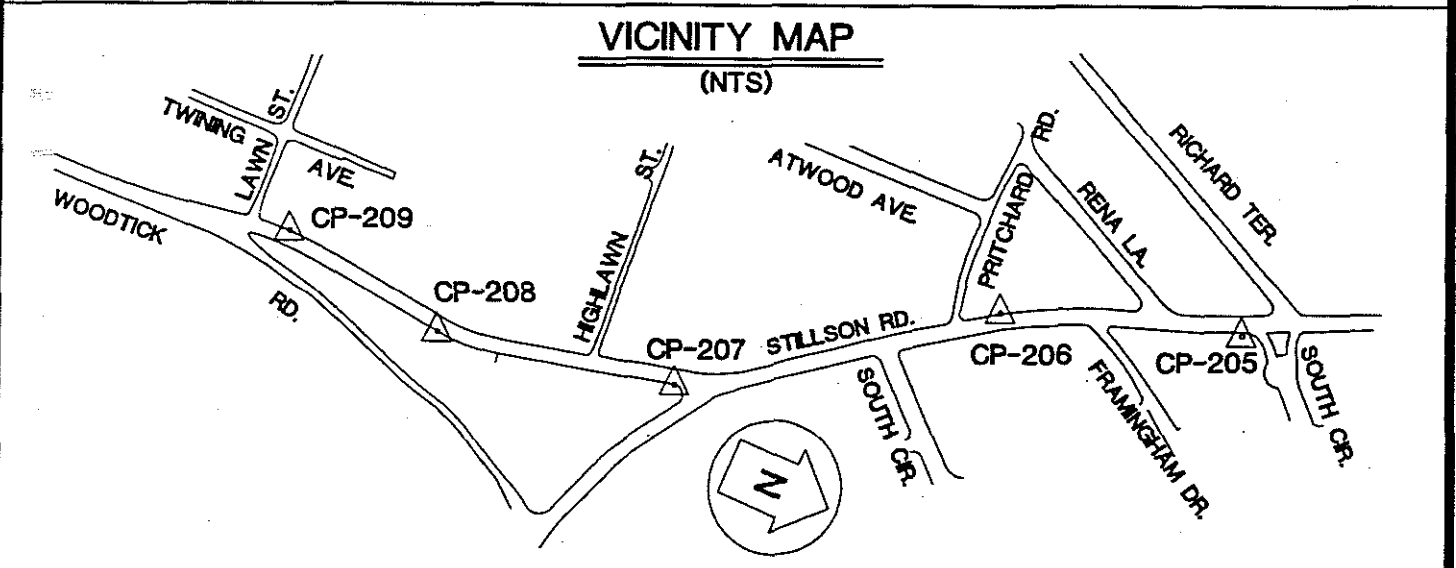 VICINITY MAP
(NTS)
TWINING AVE.
LAWN ST.
WOODTICK RD.
CP-209
CP-208
HIGHLAWN ST.
CP-207
STILLSON RD.
ATWOOD AVE.
PRITCHARD RD.
RENA LA.
RICHARD TER.
CP-206
CP-205
SOUTH CIR.
FRAMINGHAM DR.
SOUTH CIR.
N